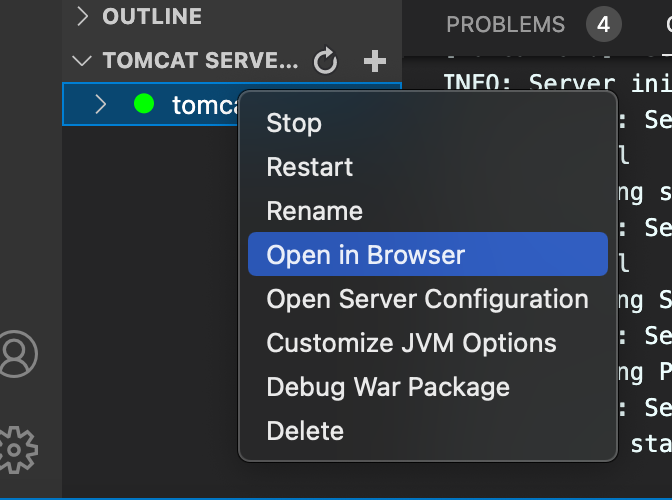 OUTLINE
PROBLEMS 4
TOMCAT SERVE...
INFO: Server ini
tomca
: Se
Stop
l
Restart
ng s
Rename
: Se
Open in Browser
l
Open Server Configuration
ng S
Customize JVM Options
: Se
ng P
Debug War Package
: Se
Delete
sta